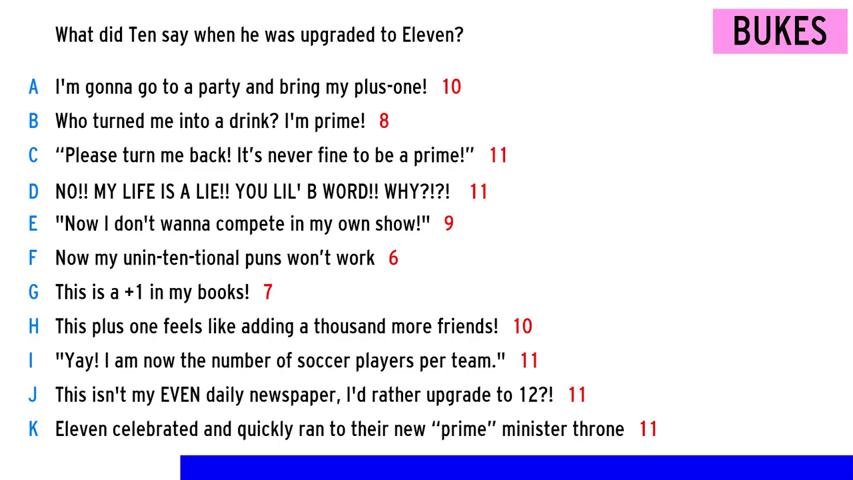 What did Ten say when he was upgraded to Eleven?
BUKES
A I'm gonna go to a party and bring my plus-one! 10
B Who turned me into a drink? I'm prime! 8
C “Please turn me back! It’s never fine to be a prime!” 11
D NO!! MY LIFE IS A LIE!! YOU LIL' B WORD!! WHY?!?! 11
E "Now I don't wanna compete in my own show!" 9
F Now my unin-ten-tional puns won’t work 6
G This is a +1 in my books! 7
H This plus one feels like adding a thousand more friends! 10
I "Yay! I am now the number of soccer players per team." 11
J This isn't my EVEN daily newspaper, I'd rather upgrade to 12?! 11
K Eleven celebrated and quickly ran to their new “prime” minister throne 11